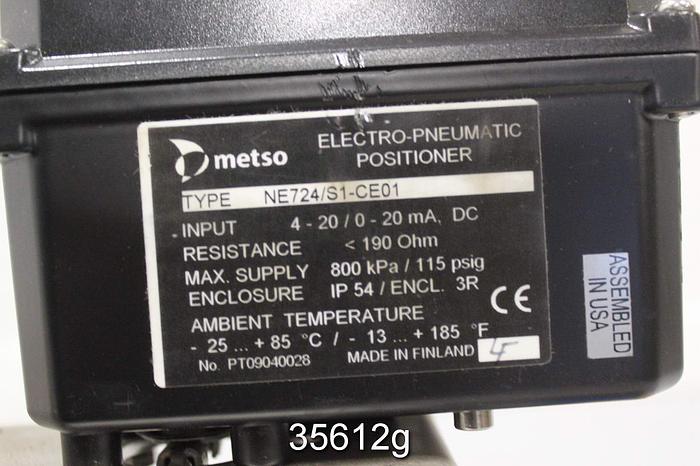 metso
ELECTRO-PNEUMATIC
POSITIONER
TYPE NE724/S1-CE01
INPUT 4 - 20 / 0 - 20 mA, DC
RESISTANCE < 190 Ohm
MAX. SUPPLY 800 kPa / 115 psig
ENCLOSURE IP 54 / ENCL. 3R
CE
AMBIENT TEMPERATURE
- 25 ... + 85 °C / - 13 ... + 185 °F
No. PT09040028 MADE IN FINLAND
ASSEMBLED
IN USA
35612g